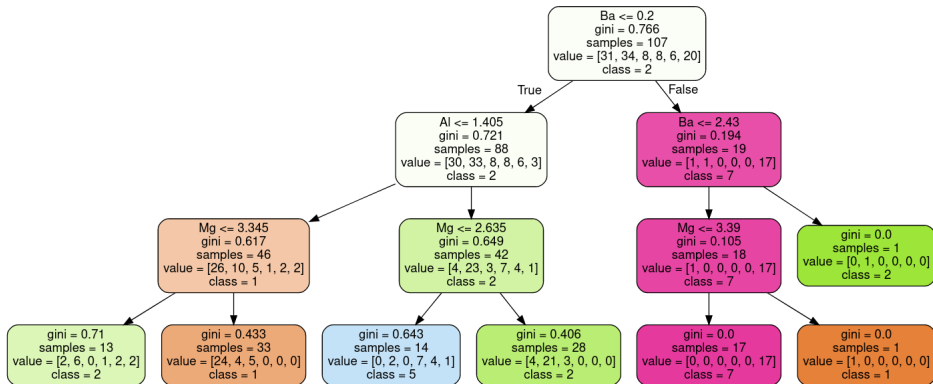 Ba <= 0.2
gini = 0.766
samples = 107
value = [31, 34, 8, 8, 6, 20]
class = 2
True
False
Al <= 1.405
gini = 0.721
samples = 88
value = [30, 33, 8, 8, 6, 3]
class = 2
Ba <= 2.43
gini = 0.194
samples = 19
value = [1, 1, 0, 0, 0, 17]
class = 7
Mg <= 3.345
gini = 0.617
samples = 46
value = [26, 10, 5, 1, 2, 2]
class = 1
Mg <= 2.635
gini = 0.649
samples = 42
value = [4, 23, 3, 7, 4, 1]
class = 2
Mg <= 3.39
gini = 0.105
samples = 18
value = [1, 0, 0, 0, 0, 17]
class = 7
gini = 0.0
samples = 1
value = [0, 1, 0, 0, 0, 0]
class = 2
gini = 0.71
samples = 13
value = [2, 6, 0, 1, 2, 2]
class = 2
gini = 0.433
samples = 33
value = [24, 4, 5, 0, 0, 0]
class = 1
gini = 0.643
samples = 14
value = [0, 2, 0, 7, 4, 1]
class = 5
gini = 0.406
samples = 28
value = [4, 21, 3, 0, 0, 0]
class = 2
gini = 0.0
samples = 17
value = [0, 0, 0, 0, 0, 17]
class = 7
gini = 0.0
samples = 1
value = [1, 0, 0, 0, 0, 0]
class = 1